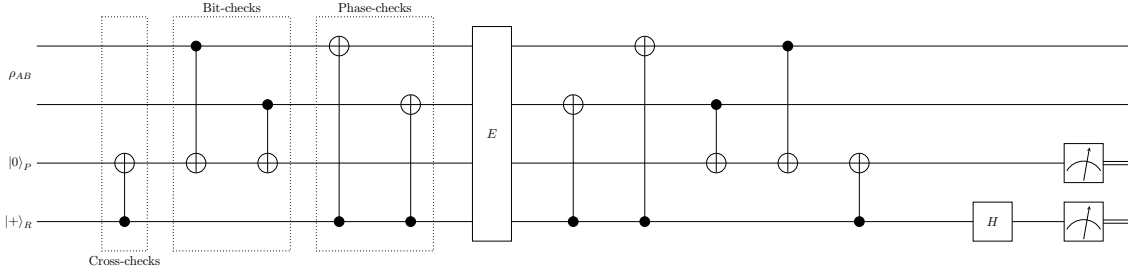 Bit-checks
Phase-checks
ρ_AB
E
|0⟩_P
|+⟩_R
H
Cross-checks